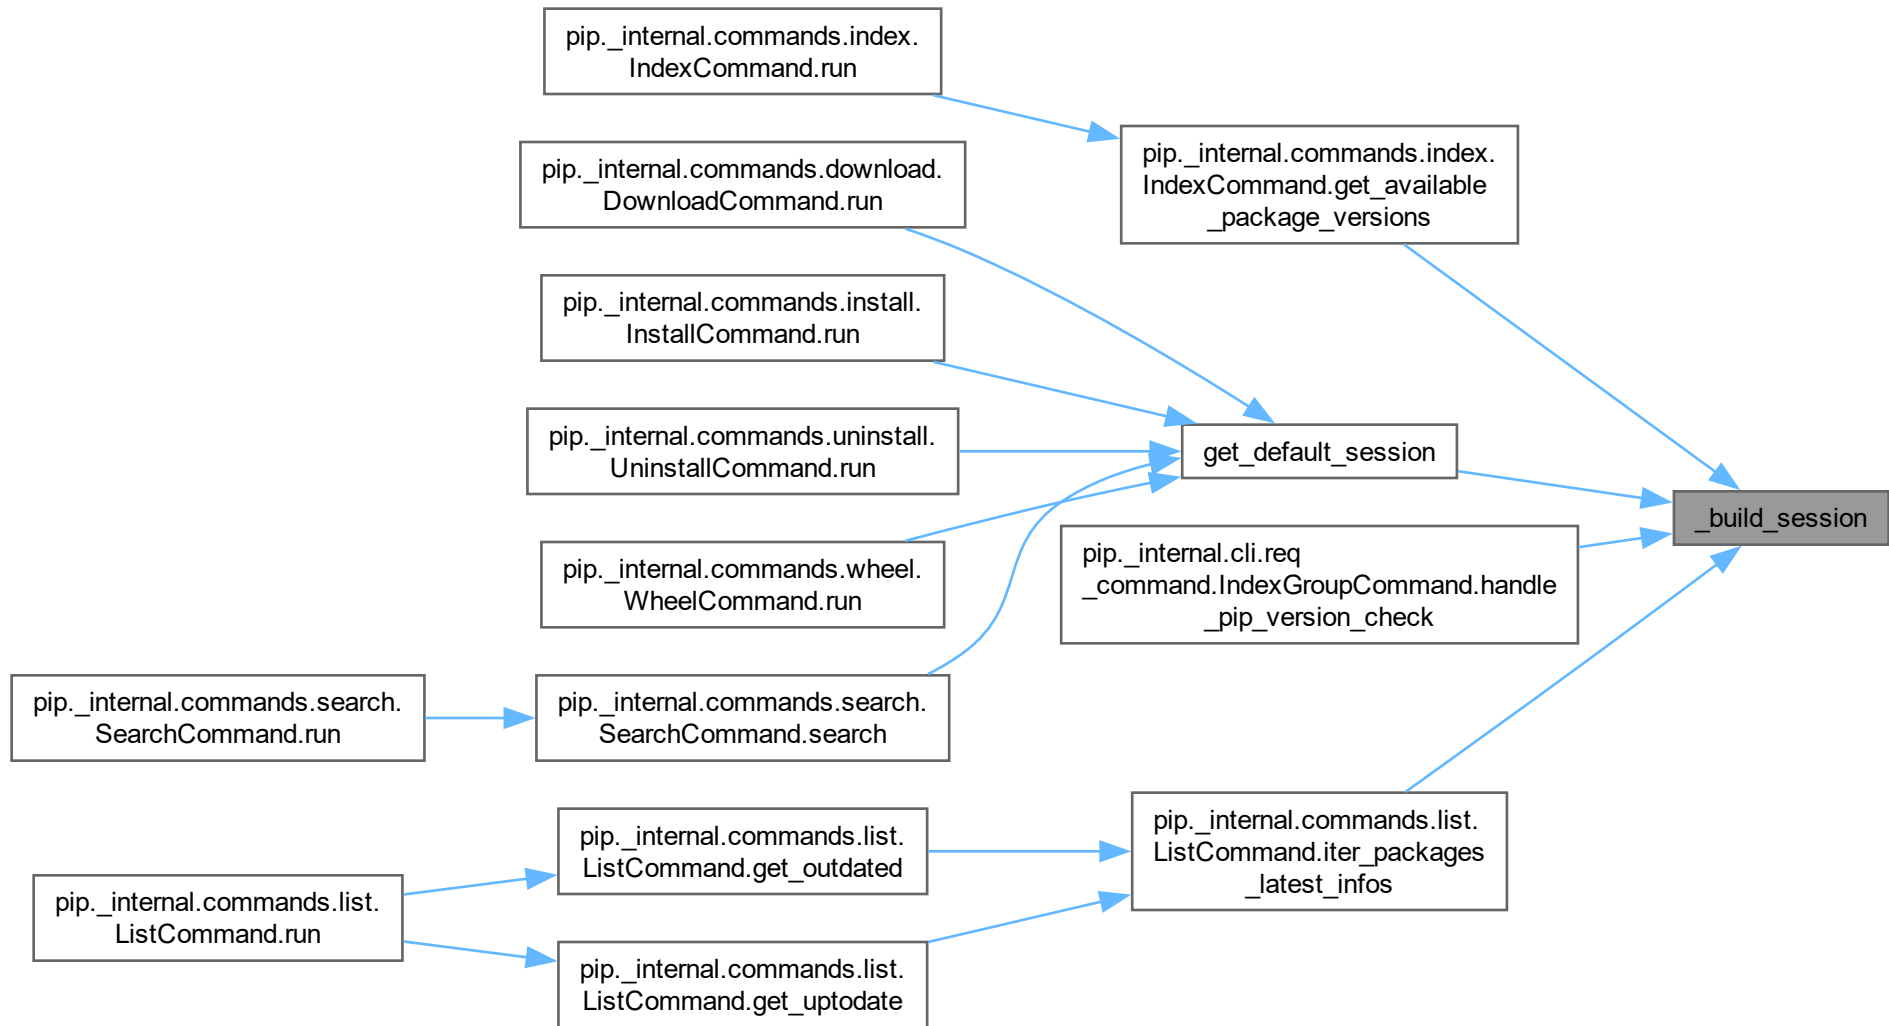 pip._internal.commands.index.
IndexCommand.run
pip._internal.commands.index.
IndexCommand.get_available
_package_versions
pip._internal.commands.download.
DownloadCommand.run
pip._internal.commands.install.
InstallCommand.run
pip._internal.commands.uninstall.
UninstallCommand.run
get_default_session
_build_session
pip._internal.cli.req
_command.IndexGroupCommand.handle
_pip_version_check
pip._internal.commands.wheel.
WheelCommand.run
pip._internal.commands.search.
SearchCommand.run
pip._internal.commands.search.
SearchCommand.search
pip._internal.commands.list.
ListCommand.get_outdated
pip._internal.commands.list.
ListCommand.iter_packages
_latest_infos
pip._internal.commands.list.
ListCommand.run
pip._internal.commands.list.
ListCommand.get_uptodate